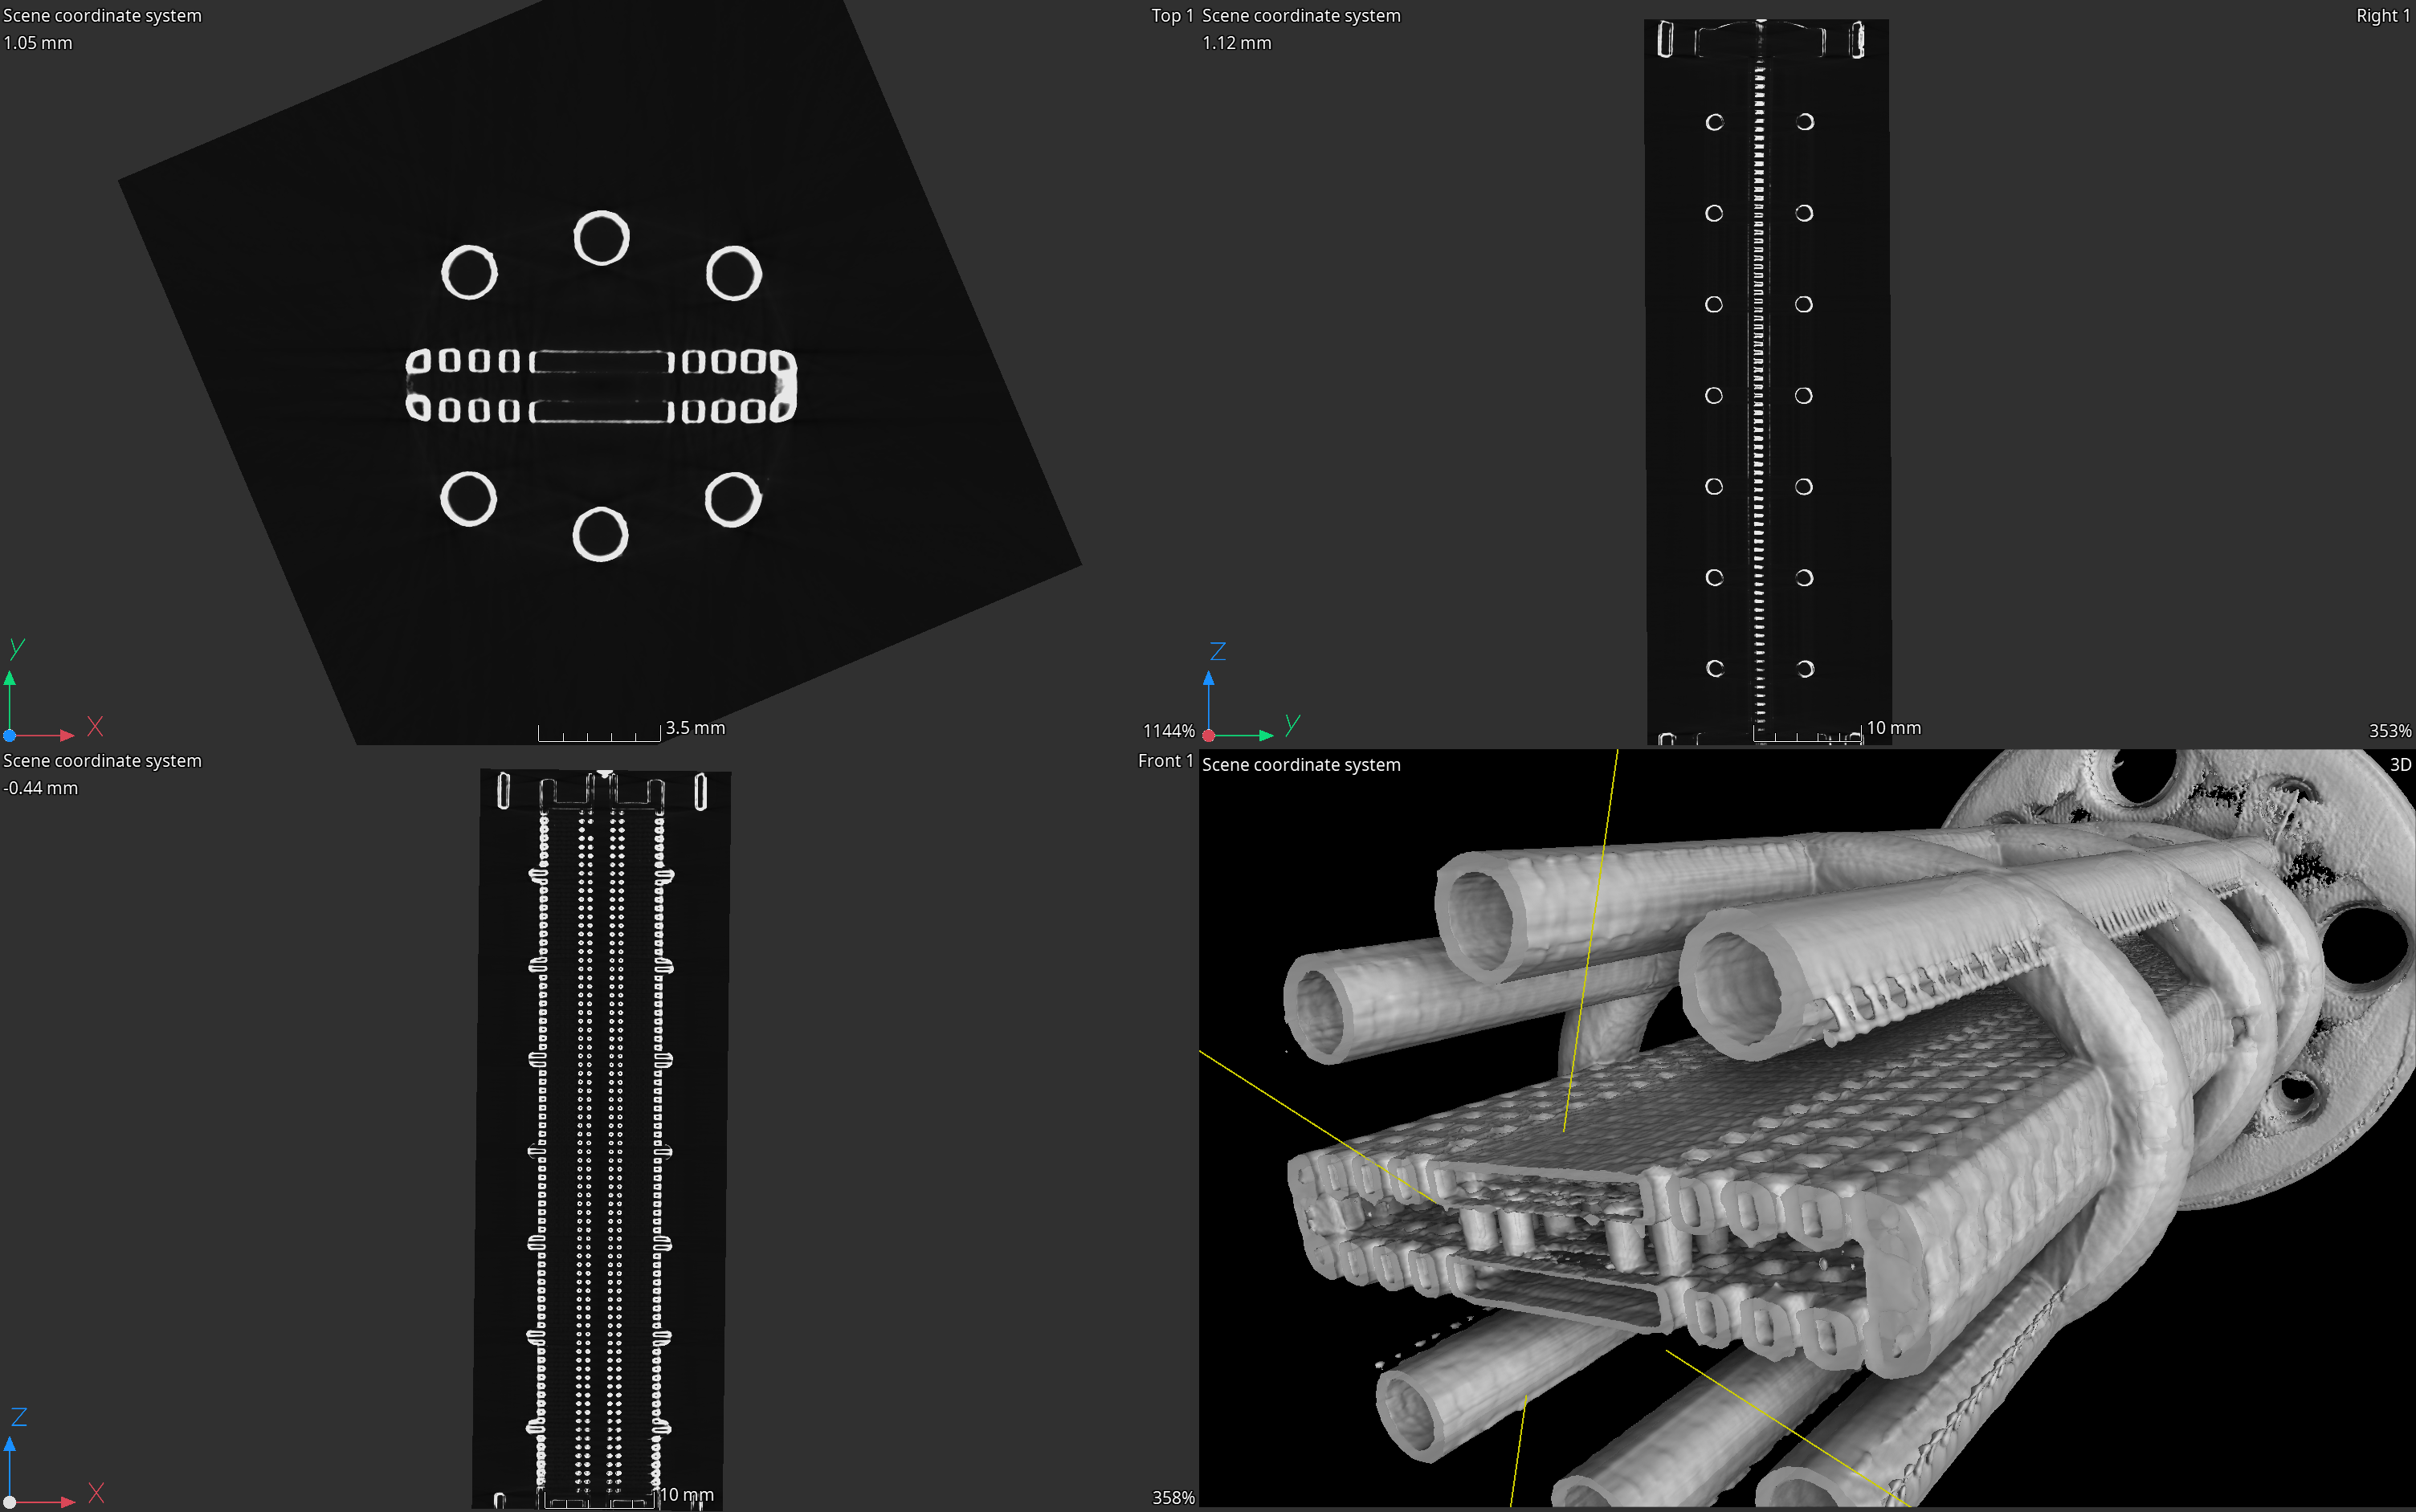 Scene coordinate system
Top 1
1.05 mm
y
X
3.5 mm
1144%
Scene coordinate system
Right 1
1.12 mm
Z
y
10 mm
353%
Scene coordinate system
Front 1
-0.44 mm
Z
X
10 mm
358%
Scene coordinate system
3D